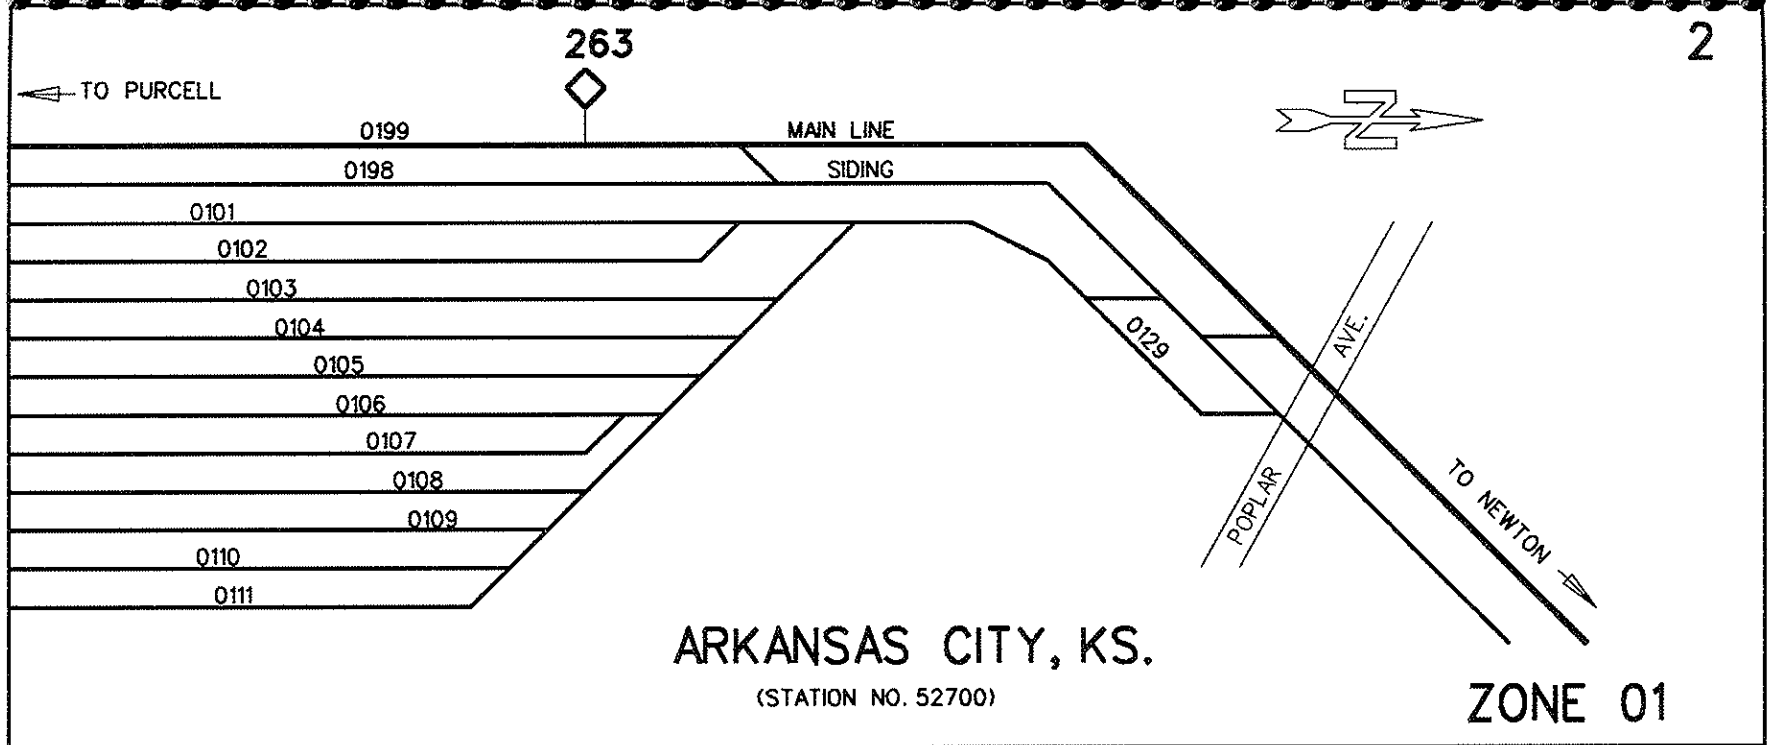 2
263
TO PURCELL
0199
MAIN LINE
0198
SIDING
0101
0102
0103
0104
0105
0106
0107
0108
0109
0110
0111
0129
POPLAR AVE.
TO NEWTON
N
ARKANSAS CITY, KS.
(STATION NO. 52700)
ZONE 01